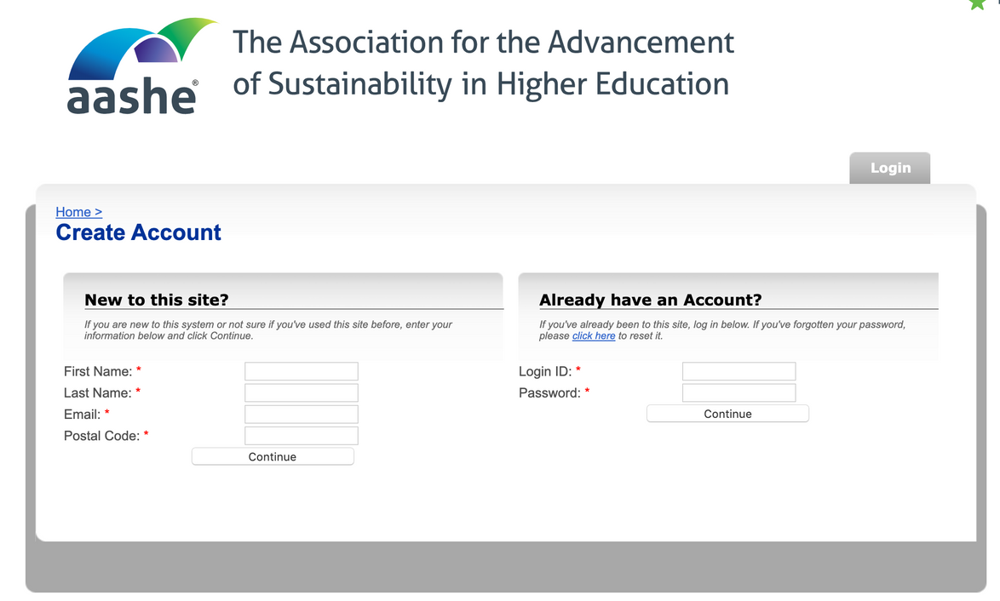 The Association for the Advancement
of Sustainability in Higher Education
aashe®
Login
Home >
Create Account
New to this site?
If you are new to this system or not sure if you've used this site before, enter your
information below and click Continue.
First Name: *
Last Name: *
Email: *
Postal Code: *
Continue
Already have an Account?
If you've already been to this site, log in below. If you've forgotten your password,
please click here to reset it.
Login ID: *
Password: *
Continue